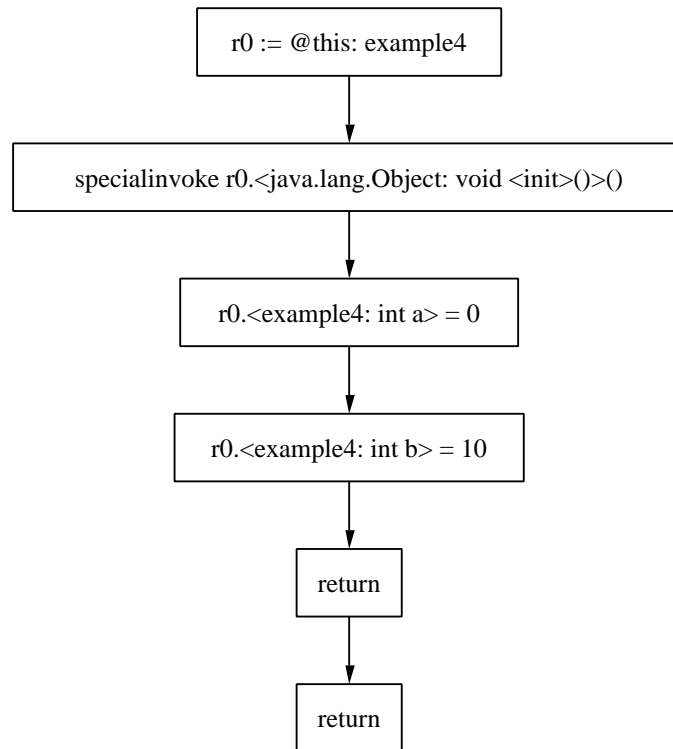 r0 := @this: example4
specialinvoke r0.<java.lang.Object: void <init>()>()
r0.<example4: int a> = 0
r0.<example4: int b> = 10
return
return